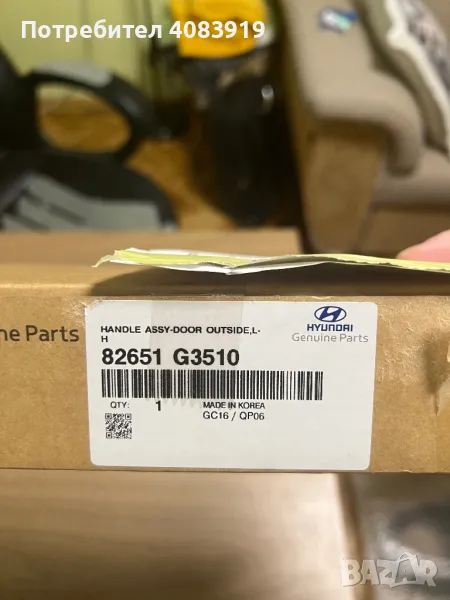 Потребител 4083919
HANDLE ASSY-DOOR OUTSIDE,L-
H
82651 G3510
QTY: 1
MADE IN KOREA
GC16 / QP06
HYUNDAI
Genuine Parts
ne Parts
BAZAR